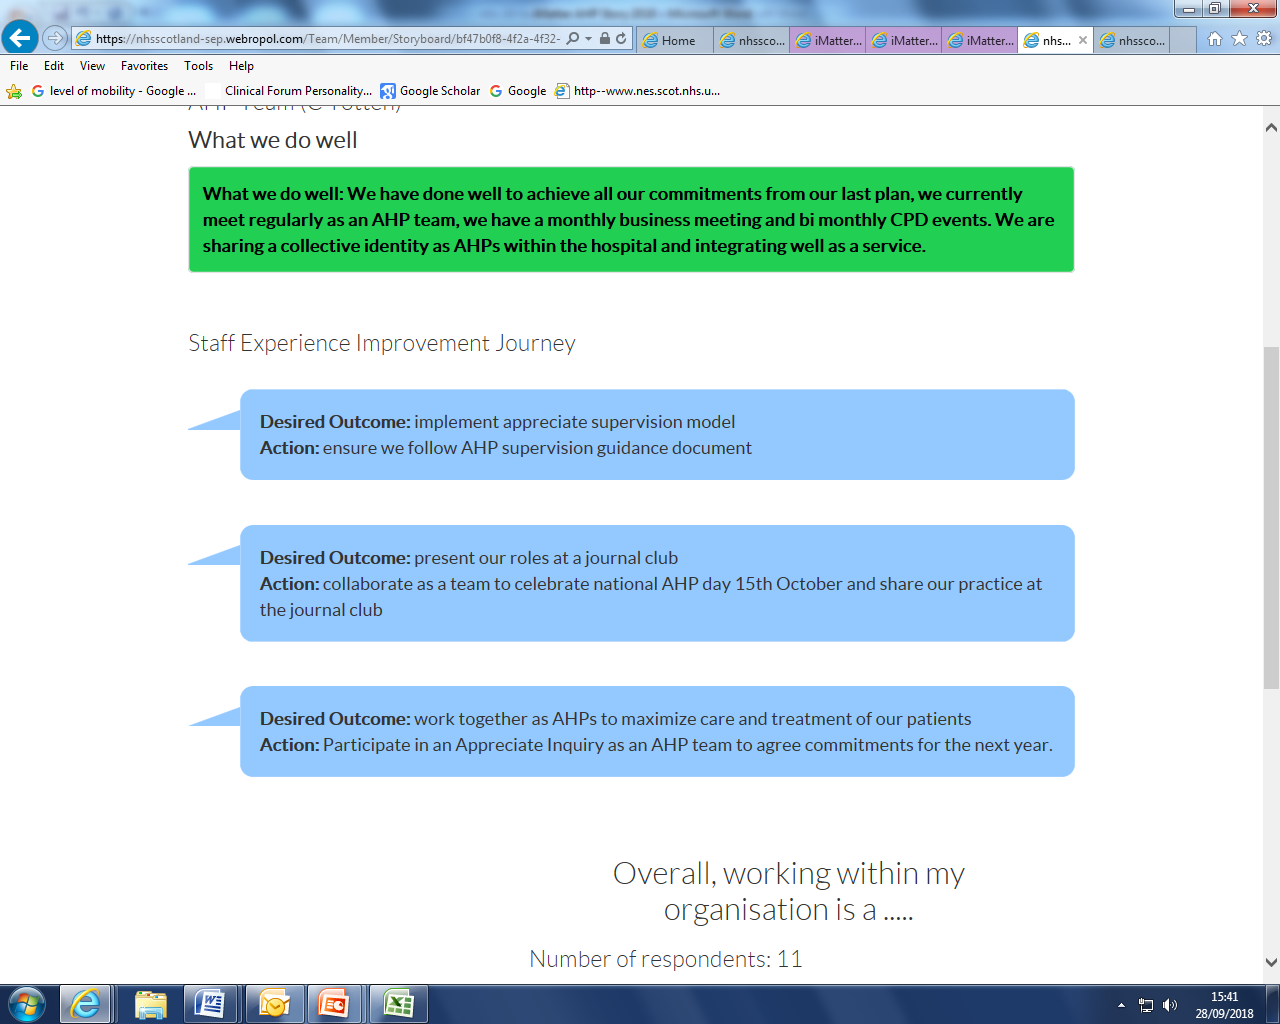 https://nhsscotland-sep.webropol.com/Team/Member/Storyboard/bf47b0f8-4f2a-4f32-
Home
nhssco...
iMatter...
iMatter...
iMatter...
nhs...
nhssco...
File Edit View Favorites Tools Help
level of mobility - Google ...
Clinical Forum Personality...
Google Scholar
Google
http--www.nes.scot.nhs.u...
What we do well
What we do well: We have done well to achieve all our commitments from our last plan, we currently
meet regularly as an AHP team, we have a monthly business meeting and bi monthly CPD events. We are
sharing a collective identity as AHPs within the hospital and integrating well as a service.
Staff Experience Improvement Journey
Desired Outcome: implement appreciate supervision model
Action: ensure we follow AHP supervision guidance document
Desired Outcome: present our roles at a journal club
Action: collaborate as a team to celebrate national AHP day 15th October and share our practice at
the journal club
Desired Outcome: work together as AHPs to maximize care and treatment of our patients
Action: Participate in an Appreciate Inquiry as an AHP team to agree commitments for the next year.
Overall, working within my
organisation is a .....
Number of respondents: 11
15:41
28/09/2018